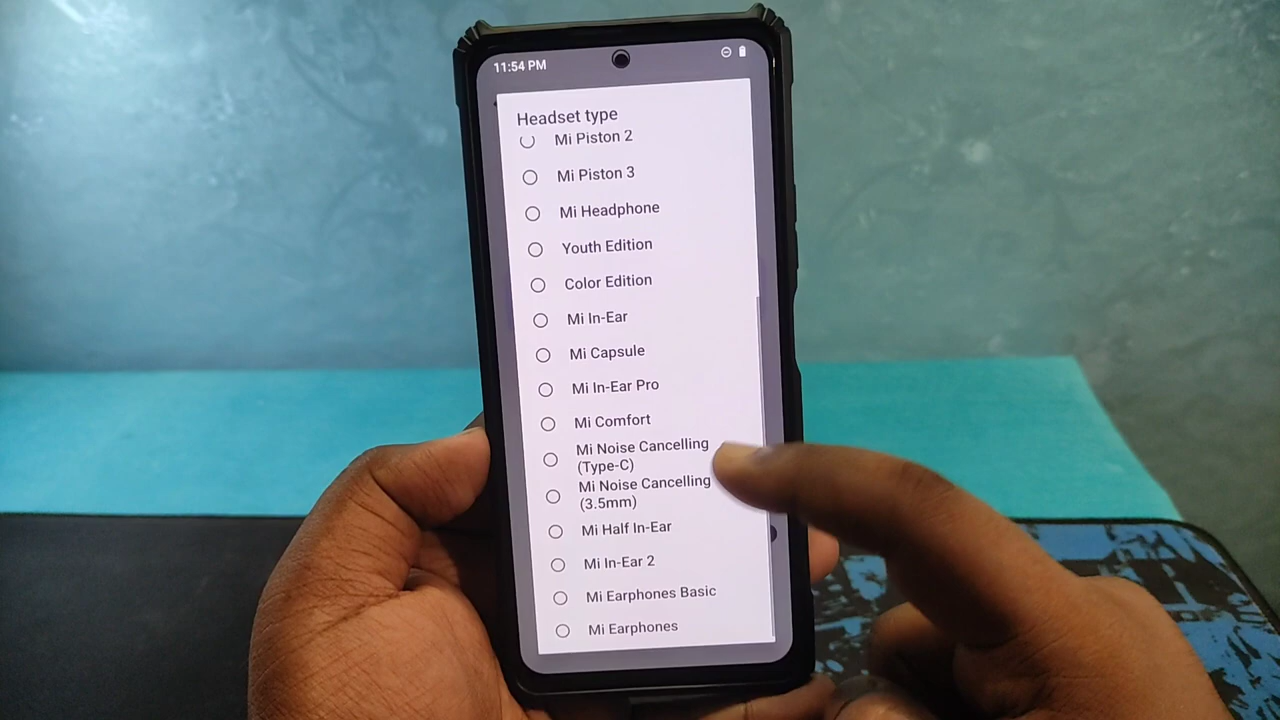 11:54 PM
Headset type
Mi Piston 2
Mi Piston 3
Mi Headphone
Youth Edition
Color Edition
Mi In-Ear
Mi Capsule
Mi In-Ear Pro
Mi Comfort
Mi Noise Cancelling
(Type-C)
Mi Noise Cancelling
(3.5mm)
Mi Half In-Ear
Mi In-Ear 2
Mi Earphones Basic
Mi Earphones